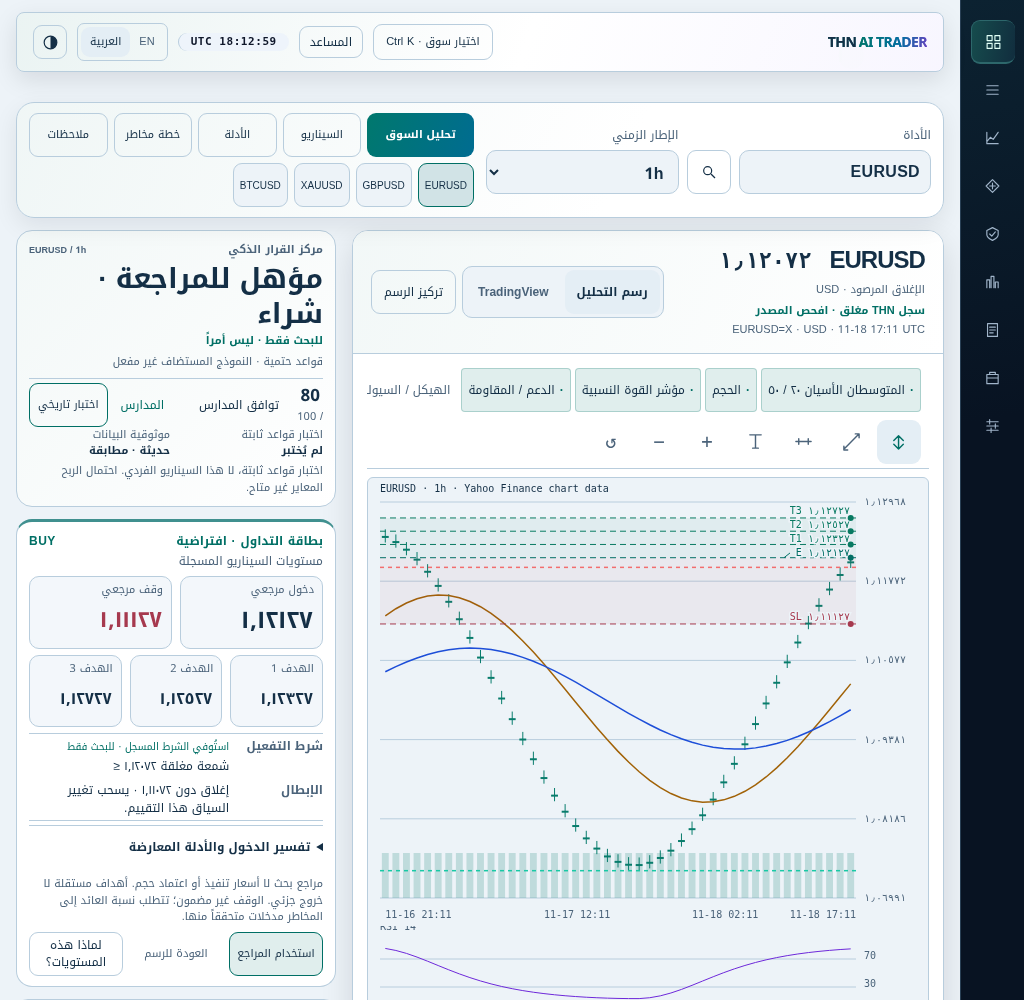 THN AI TRADER
اختيار سوق · Ctrl K
المساعد
UTC 18:12:59
EN
العربية
الأداة
EURUSD
الإطار الزمني
1h
تحليل السوق
السيناريو
الأدلة
خطة مخاطر
ملاحظات
EURUSD
GBPUSD
XAUUSD
BTCUSD
EURUSD ١٫١٢٠٧٢
الإغلاق المرصود · USD
سجل THN مغلق · افحص المصدر
EURUSD=X · USD · 11-18 17:11 UTC
رسم التحليل
TradingView
تركيز الرسم
· المتوسطان الأسيان ٢٠/ ٥٠
· الحجم
· مؤشر القوة النسبية
· الدعم / المقاومة
الهيكل / السيول
EURUSD · 1h · Yahoo Finance chart data
١٫١٢٩٦٨
T3 ١٫١٢٧٢٧
T2 ١٫١٢٥٢٧
T1 ١٫١٢٣٢٧
E ١٫١٢١٢٧
١٫١١٧٧٢
SL ١٫١١١٢٧
١٫١٠٥٧٧
١٫٠٩٣٨١
١٫٠٨١٨٦
١٫٠٦٩٩١
11-16 21:11
11-17 12:11
11-18 02:11
11-18 17:11
RSI 14
70
30
مركز القرار الذكي
EURUSD / 1h
مؤهل للمراجعة ·
شراء
للبحث فقط · ليس أمراً
قواعد حتمية · النموذج المستضاف غير مفعل
80
/ 100
توافق المدارس
المدارس
اختبار تاريخي
اختبار قواعد ثابتة
لم يُختبر
موثوقية البيانات
حديثة · مطابقة
اختبار قواعد ثابتة، لا هذا السيناريو الفردي. احتمال الربح
المعاير غير متاح.
بطاقة التداول · افتراضية
BUY
مستويات السيناريو المسجلة
دخول مرجعي
١٫١٢١٢٧
وقف مرجعي
١٫١١١٢٧
الهدف 1
١٫١٢٣٢٧
الهدف 2
١٫١٢٥٢٧
الهدف 3
١٫١٢٧٢٧
شرط التفعيل
استُوفي الشرط المسجل · للبحث فقط
شمعة مغلقة ١٫١٢٠٧٢ ≤
الإبطال
إغلاق دون ١٫١١٠٧٢ · يسحب تغيير
السياق هذا التقييم.
تفسير الدخول والأدلة المعارضة
مراجع بحث لا أسعار تنفيذ أو اعتماد حجم. أهداف مستقلة لا
خروج جزئي. الوقف غير مضمون؛ تتطلب نسبة العائد إلى
المخاطر مدخلات متحققاً منها.
استخدام المراجع
العودة للرسم
لماذا هذه
المستويات؟